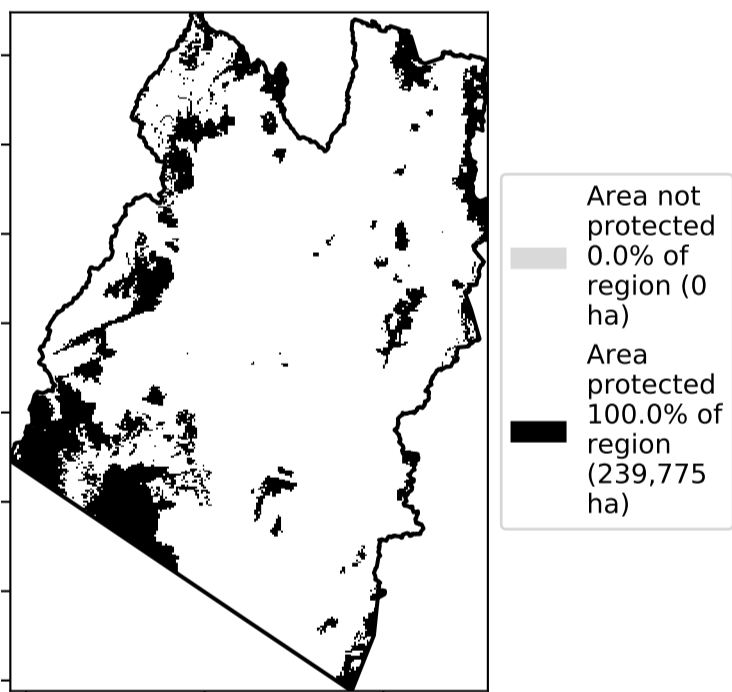 Area not
protected
0.0% of
region (0
ha)
Area
protected
100.0% of
region
(239,775
ha)